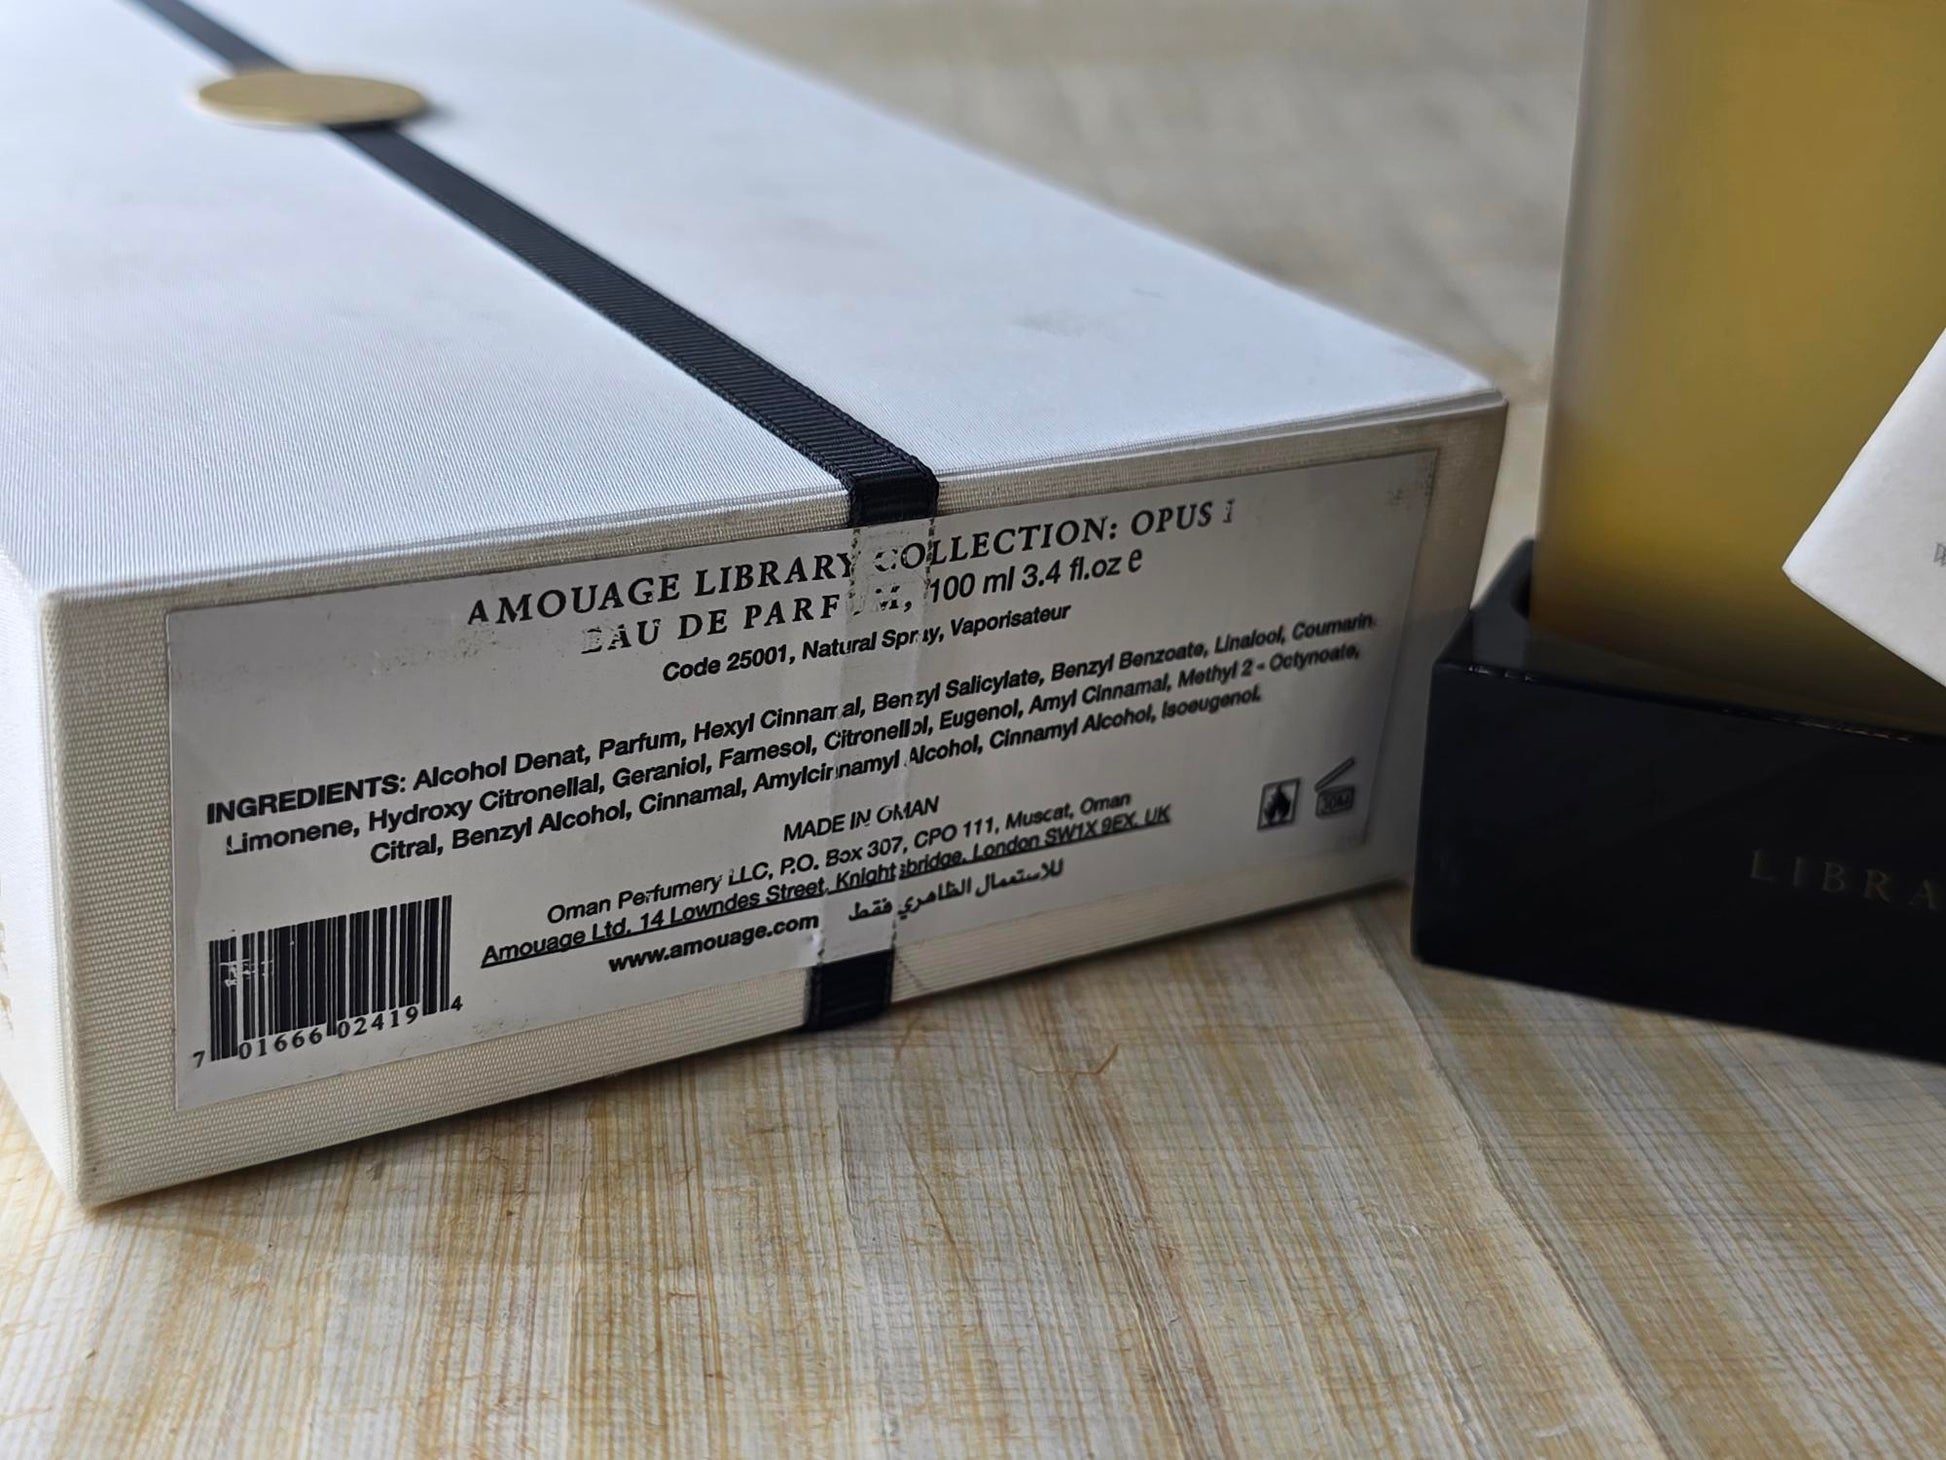 AMOUAGE LIBRARY COLLECTION: OPUS 1
EAU DE PARFUM, 100 ml 3.4 fl.oz e
Code 25001, Natural Spray, Vaporisateur
INGREDIENTS: Alcohol Denat, Parfum, Hexyl Cinnamal, Benzyl Salicylate, Benzyl Benzoate, Linalool, Coumarin,
Limonene, Hydroxy Citronellal, Geraniol, Farnesol, Citronellol, Eugenol, Amyl Cinnamal, Methyl 2 - Octynoate,
Citral, Benzyl Alcohol, Cinnamal, Amylcinnamyl Alcohol, Cinnamyl Alcohol, Isoeugenol.
MADE IN OMAN
Oman Perfumery LLC, P.O. Box 307, CPO 111, Muscat, Oman
Amouage Ltd, 14 Lowndes Street, Knightsbridge, London SW1X 9EX, UK
www.amouage.com للاستعمال الظاهري فقط
30M
7 01666 02419 4
LIBRA